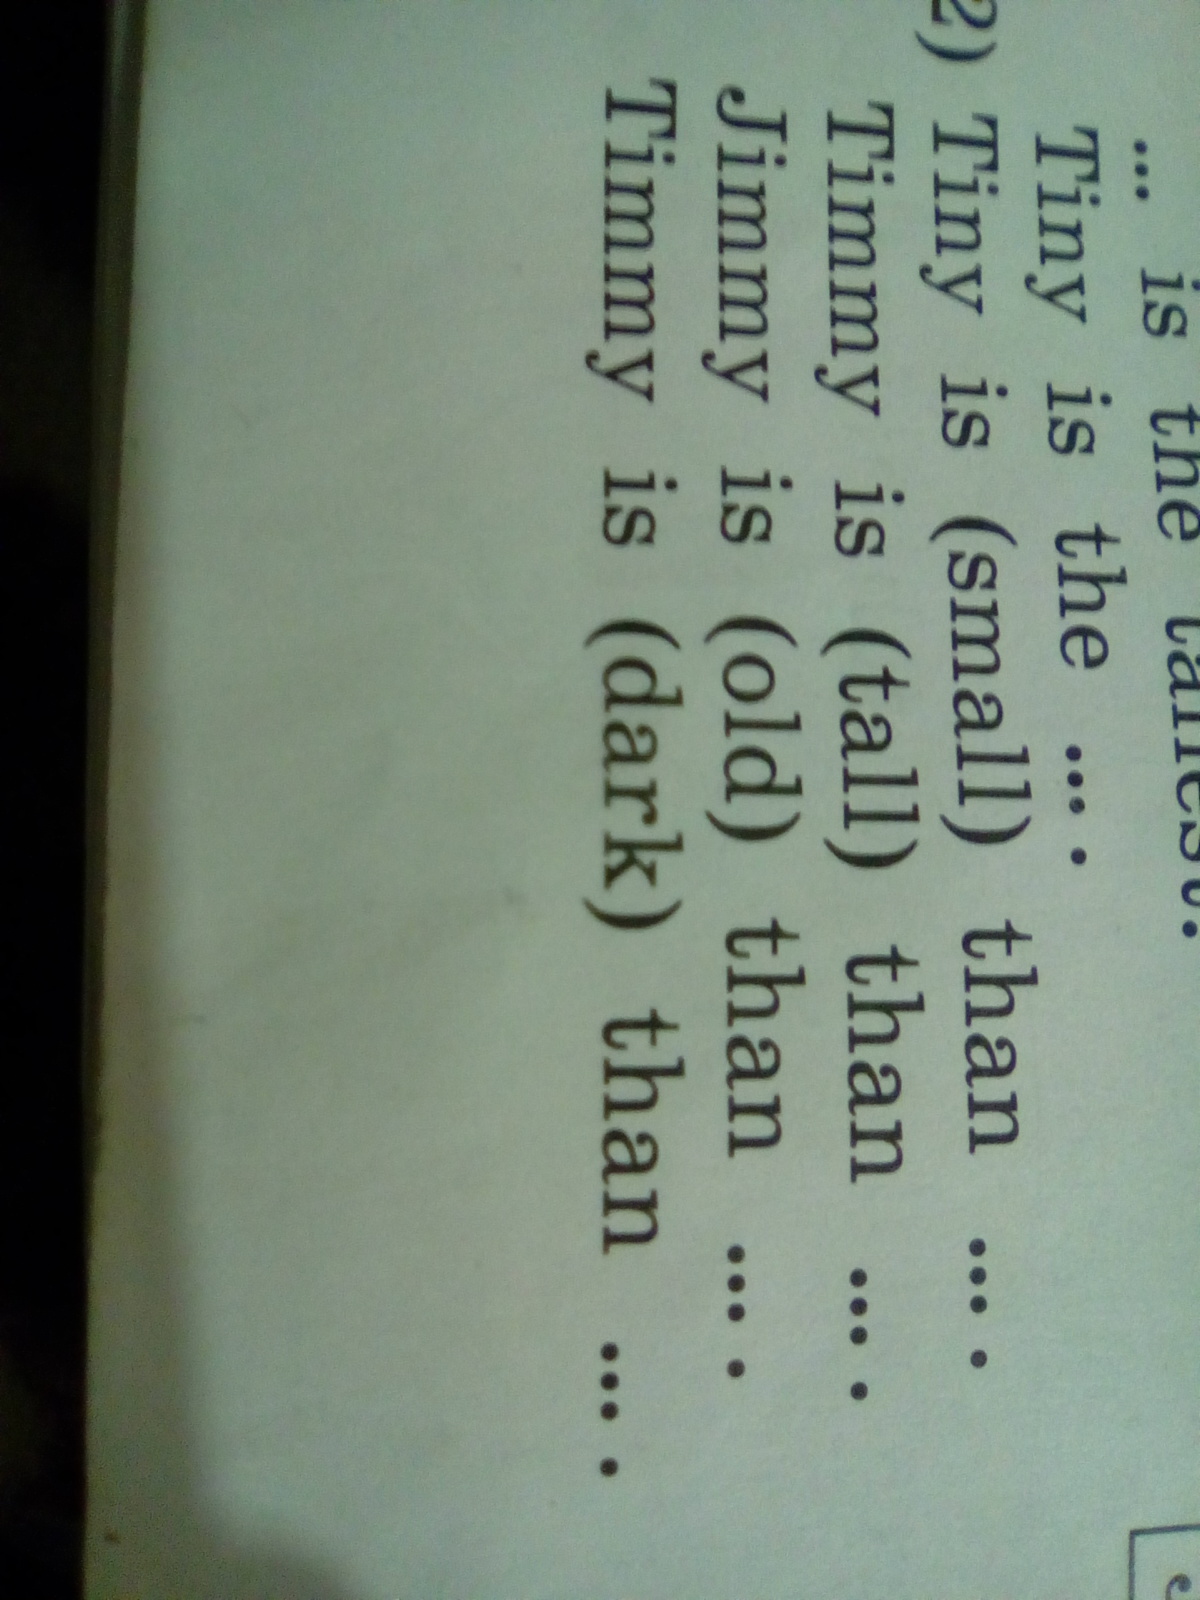 ... is the tallest.
Tiny is the ... .
2) Tiny is (small) than ... .
Timmy is (tall) than ... .
Jimmy is (old) than ... .
Timmy is (dark) than ... .